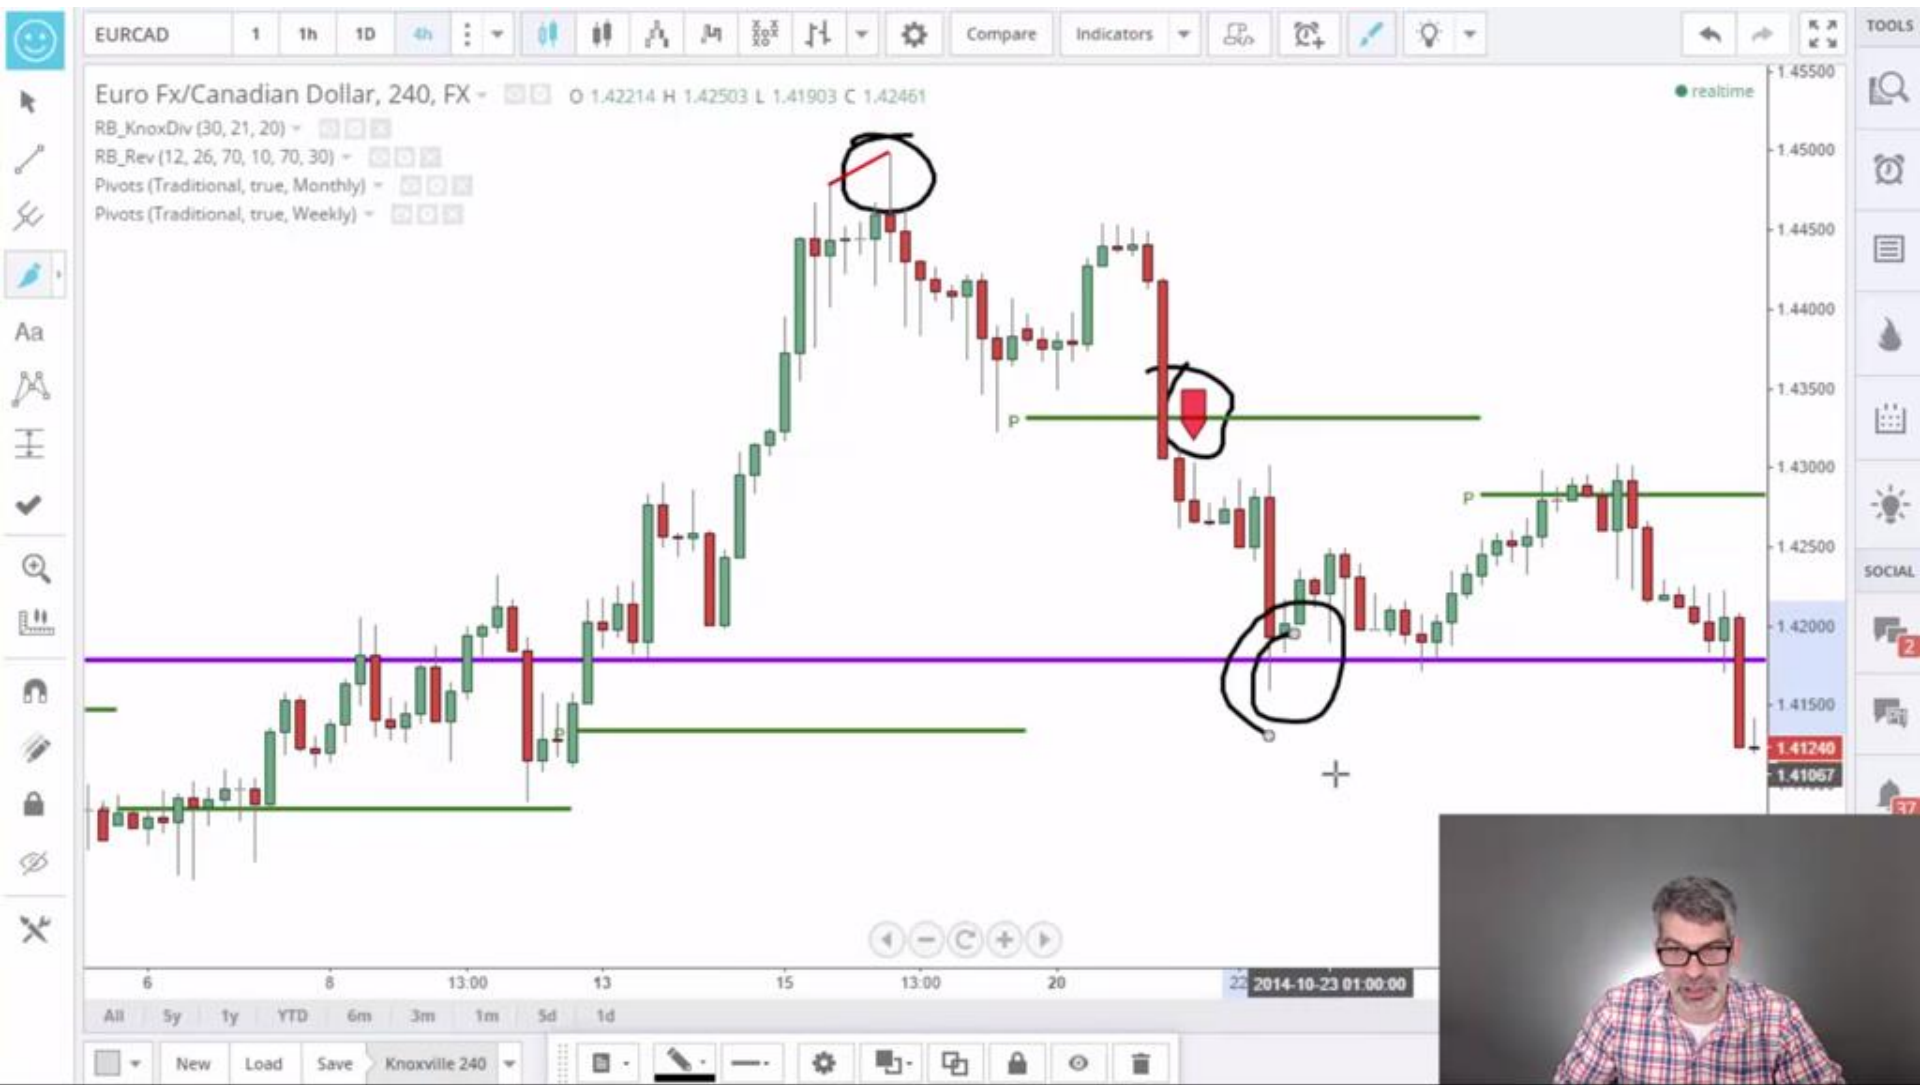 EURCAD 1 1h 1D 4h Compare Indicators TOOLS
Euro Fx/Canadian Dollar, 240, FX O 1.42214 H 1.42503 L 1.41903 C 1.42461 realtime
RB_KnoxDiv (30, 21, 20)
RB_Rev (12, 26, 70, 10, 70, 30)
Pivots (Traditional, true, Monthly)
Pivots (Traditional, true, Weekly)
Aa
1.45500
1.45000
1.44500
1.44000
1.43500
P
1.43000
P
1.42500
SOCIAL
1.42000
2
1.41500
P
1.41240
1.41067
37
6 8 13:00 13 15 13:00 20 22 2014-10-23 01:00:00
All 5y 1y YTD 6m 3m 1m 5d 1d
New Load Save Knoxville 240